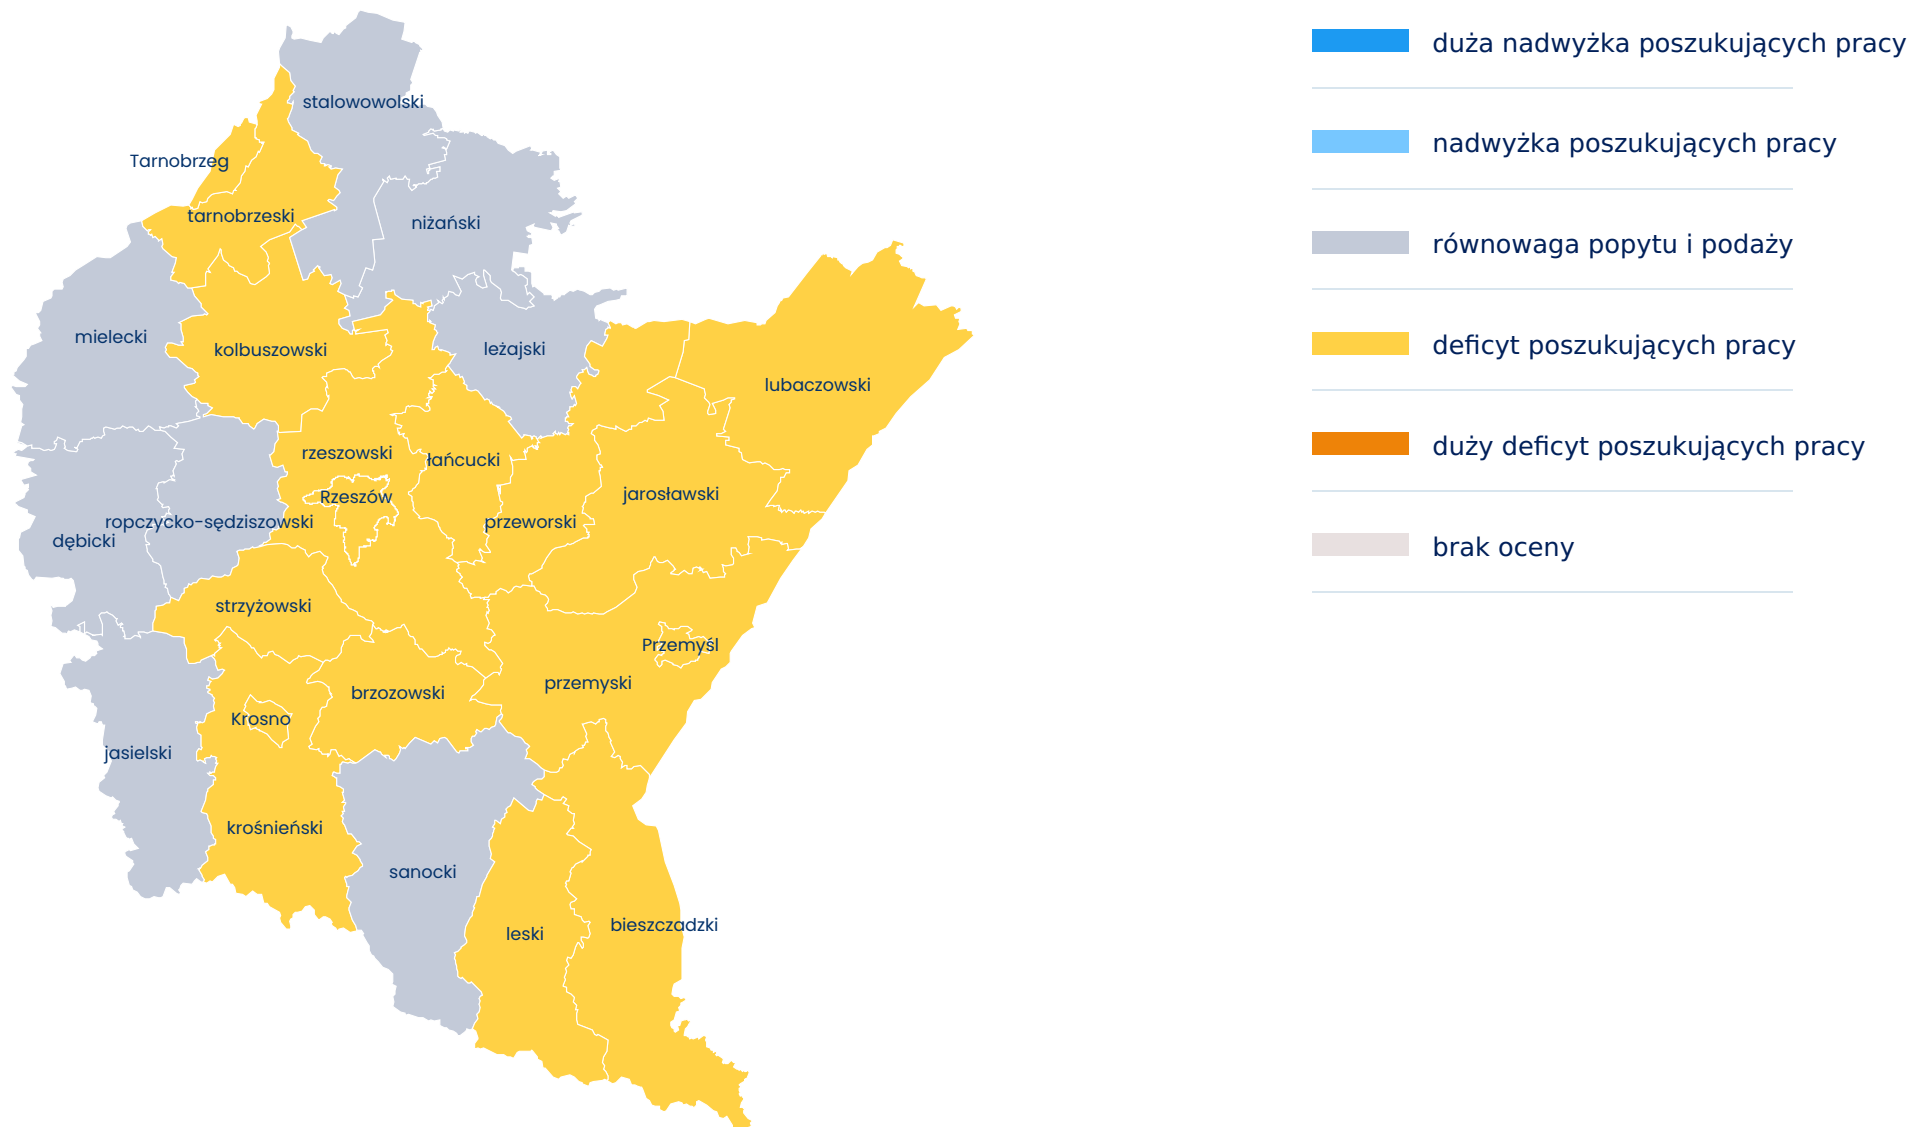 stalowowolski
Tarnobrzeg
tarnobrzeski
niżański
mielecki
kolbuszowski
leżajski
lubaczowski
rzeszowski
łańcucki
Rzeszów
jarosławski
ropczycko-sędziszowski
przeworski
dębicki
strzyżowski
Przemyśl
przemyski
brzozowski
Krosno
jasielski
krośnieński
sanocki
leski
bieszczadzki
duża nadwyżka poszukujących pracy
nadwyżka poszukujących pracy
równowaga popytu i podaży
deficyt poszukujących pracy
duży deficyt poszukujących pracy
brak oceny